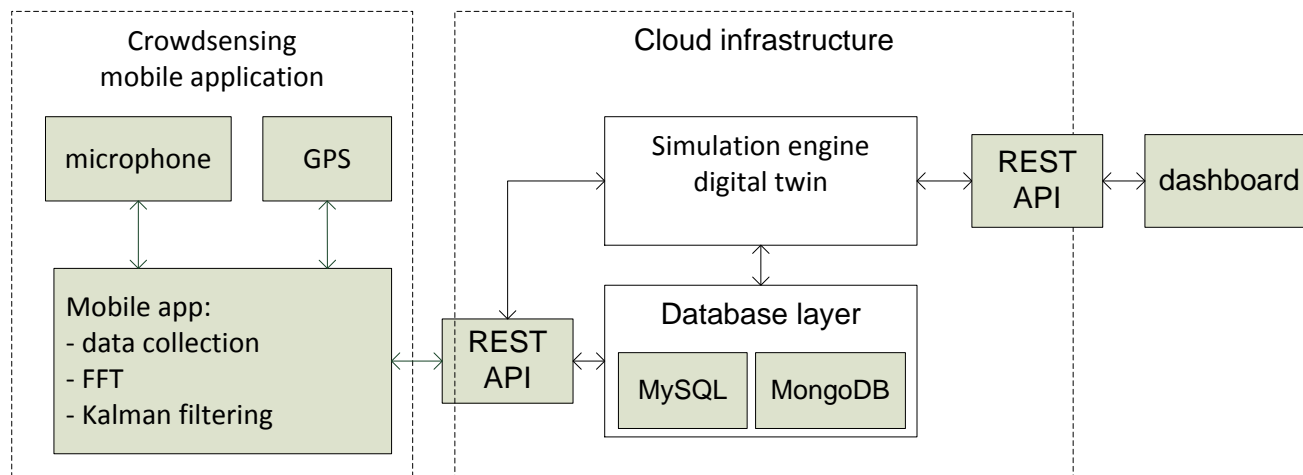 Crowdsensing
mobile application
microphone
GPS
Mobile app:
- data collection
- FFT
- Kalman filtering
REST
API
Cloud infrastructure
Simulation engine
digital twin
Database layer
MySQL
MongoDB
REST
API
dashboard